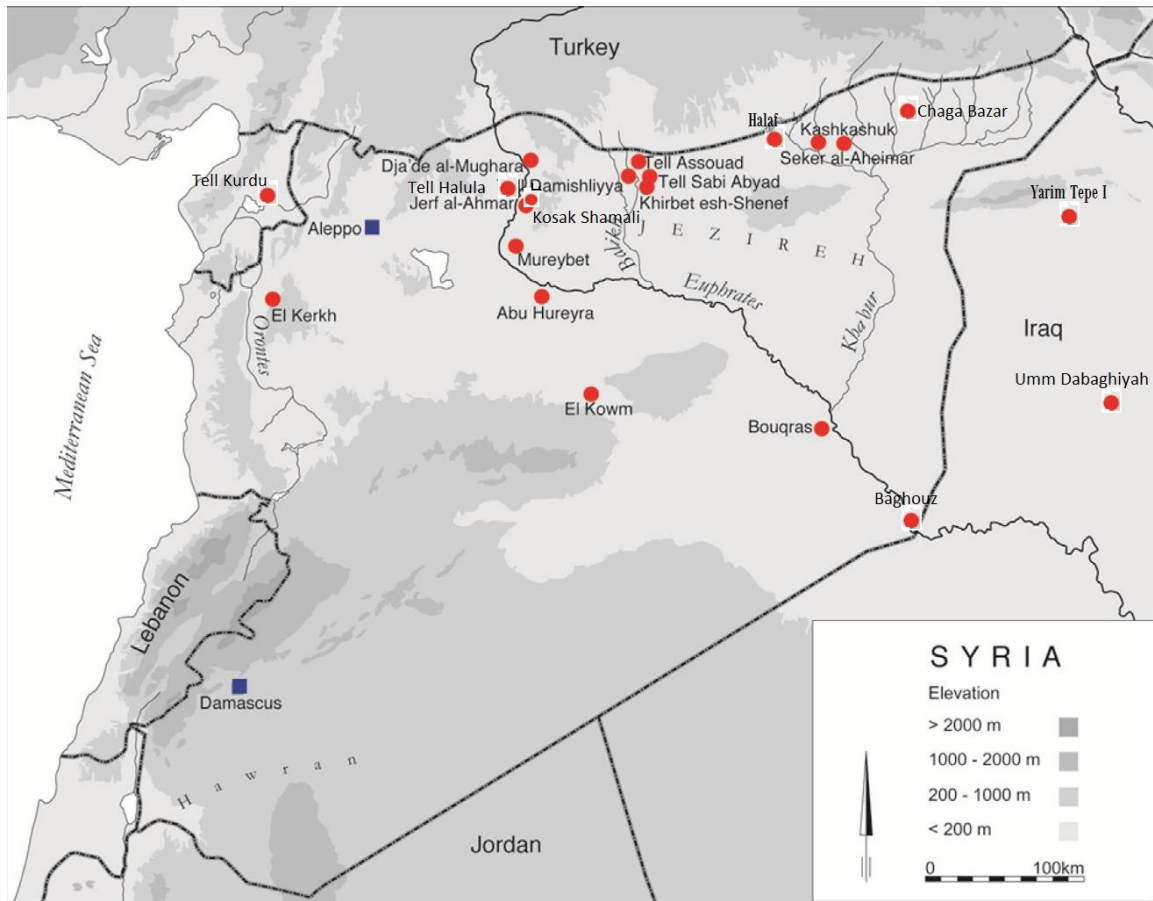 Turkey
Chaga Bazar
Halaf
Kashkashuk
Seker al-Aheimar
Dja'de al-Mughara
Tell Assouad
Tell Kurdu
Tell Halula
Damishliyya
Tell Sabi Abyad
Jerf al-Ahmar
Khirbet esh-Shenef
Yarim Tepe I
Kosak Shamali
Aleppo
JEZIREH
Balikh
Mureybet
Euphrates
Abu Hureyra
Kha'bur
El Kerkh
Orontes
Iraq
Mediterranean Sea
Umm Dabaghiyah
El Kowm
Bouqras
Baghouz
Lebanon
Damascus
Hawran
Jordan
SYRIA
Elevation
> 2000 m
1000 - 2000 m
200 - 1000 m
< 200 m
0 100km